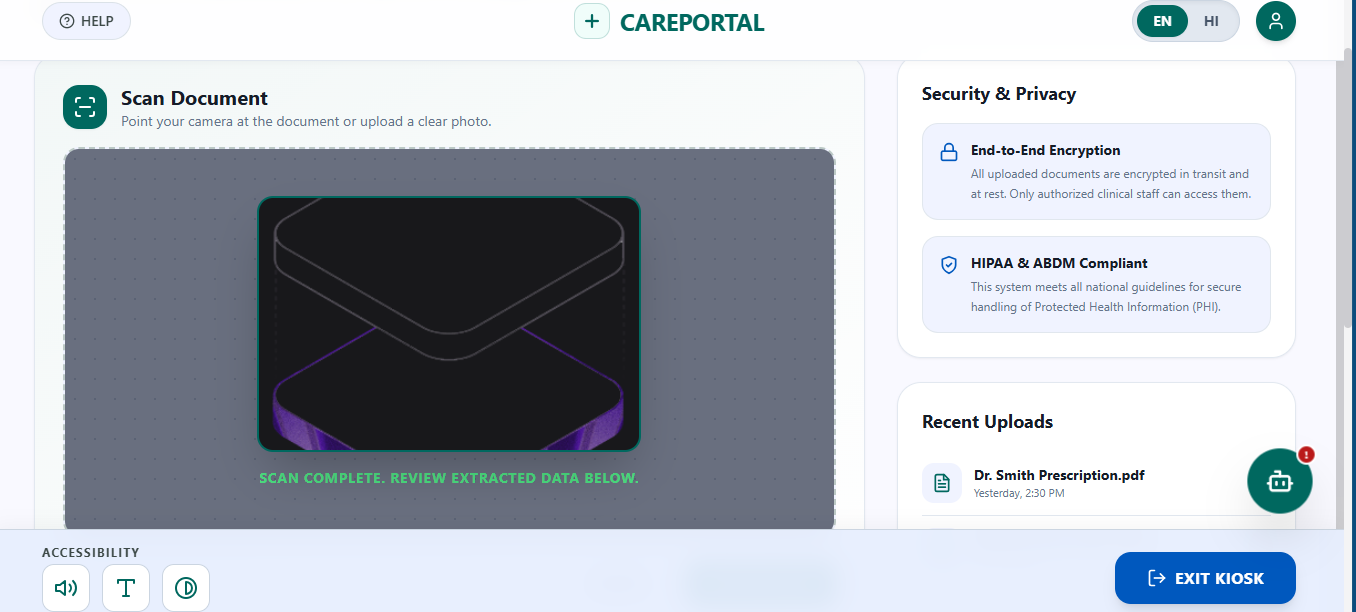 HELP
CAREPORTAL
EN
HI
Scan Document
Point your camera at the document or upload a clear photo.
SCAN COMPLETE. REVIEW EXTRACTED DATA BELOW.
Security & Privacy
End-to-End Encryption
All uploaded documents are encrypted in transit and
at rest. Only authorized clinical staff can access them.
HIPAA & ABDM Compliant
This system meets all national guidelines for secure
handling of Protected Health Information (PHI).
Recent Uploads
Dr. Smith Prescription.pdf
Yesterday, 2:30 PM
!
ACCESSIBILITY
EXIT KIOSK